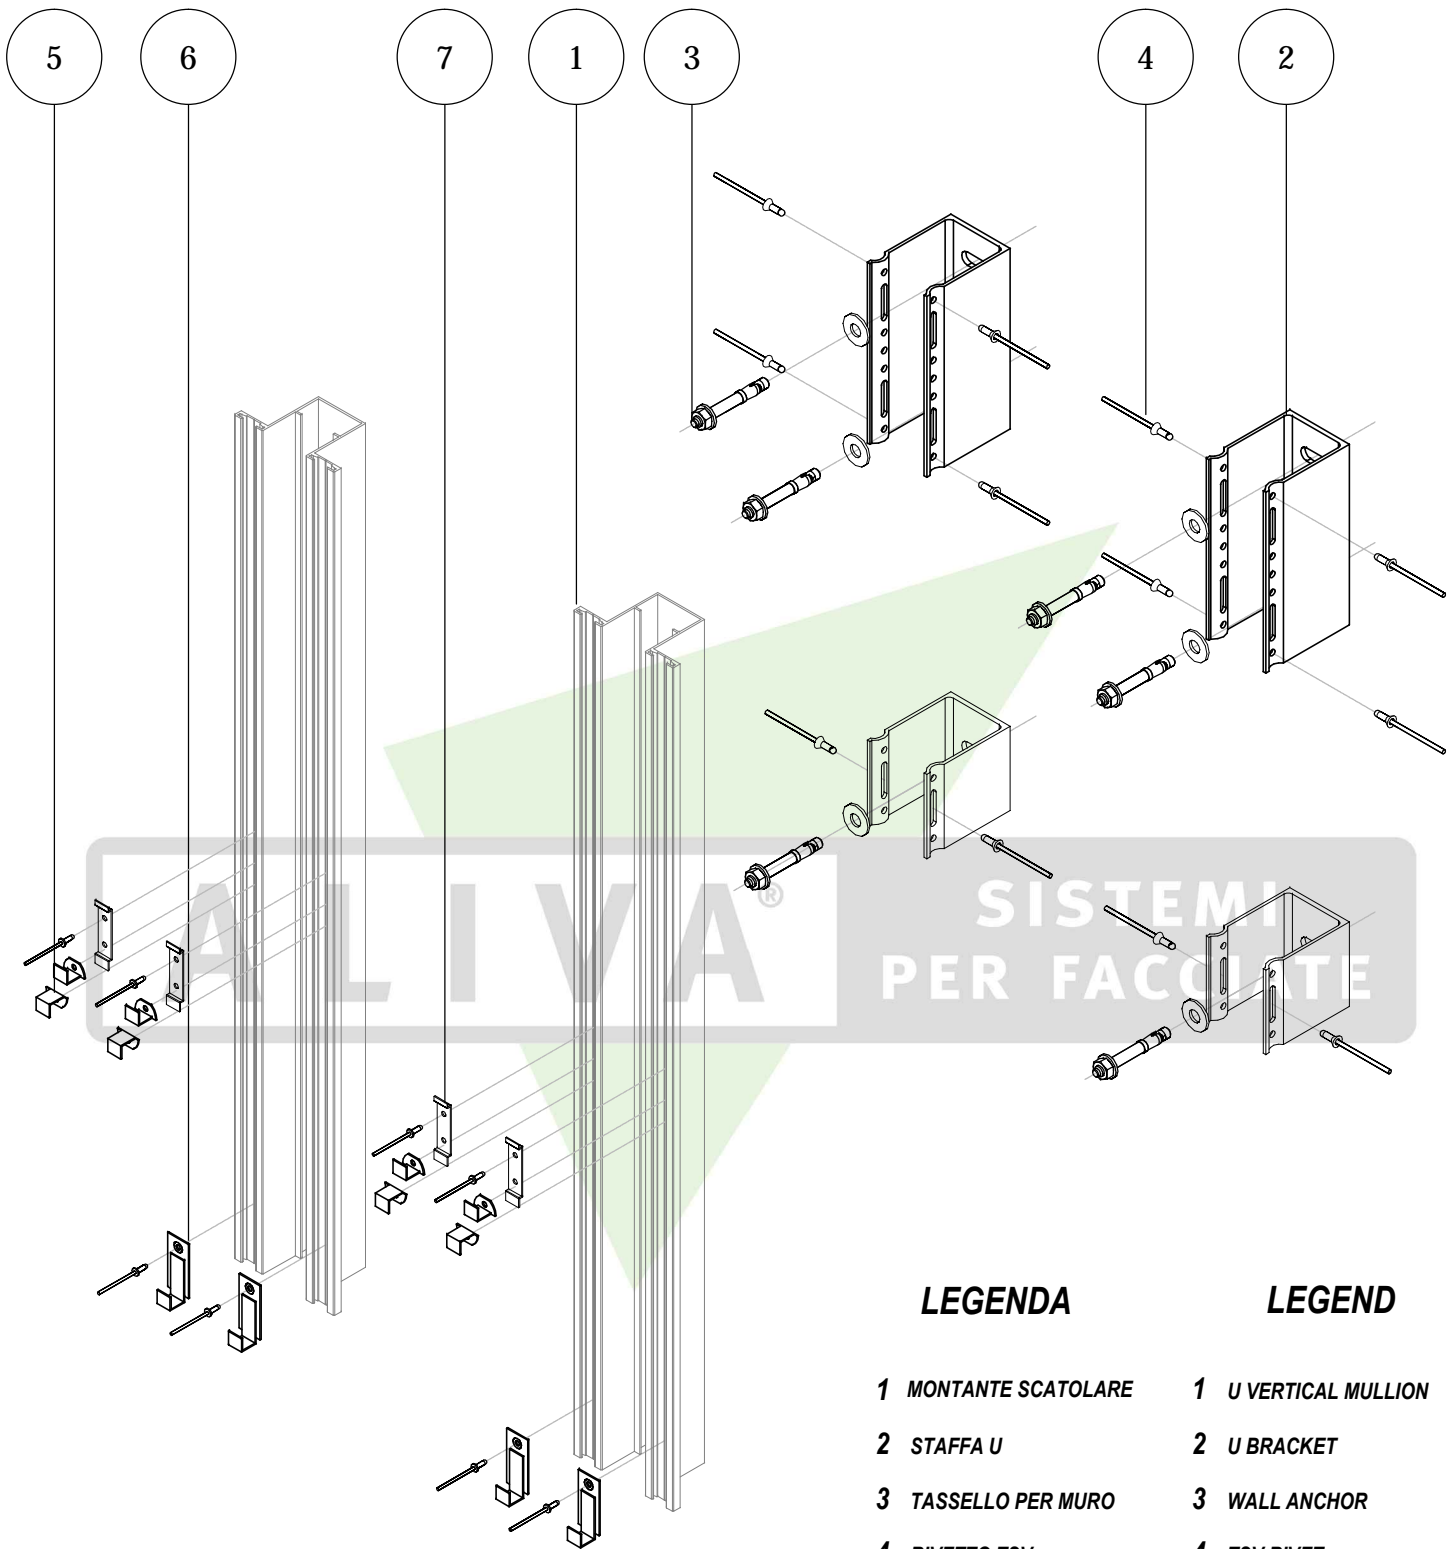 5 6 7 1 3 4 2
ALIVA®
SISTEMI
PER FACCIATE
LEGENDA
1 MONTANTE SCATOLARE
2 STAFFA U
3 TASSELLO PER MURO
LEGEND
1 U VERTICAL MULLION
2 U BRACKET
3 WALL ANCHOR